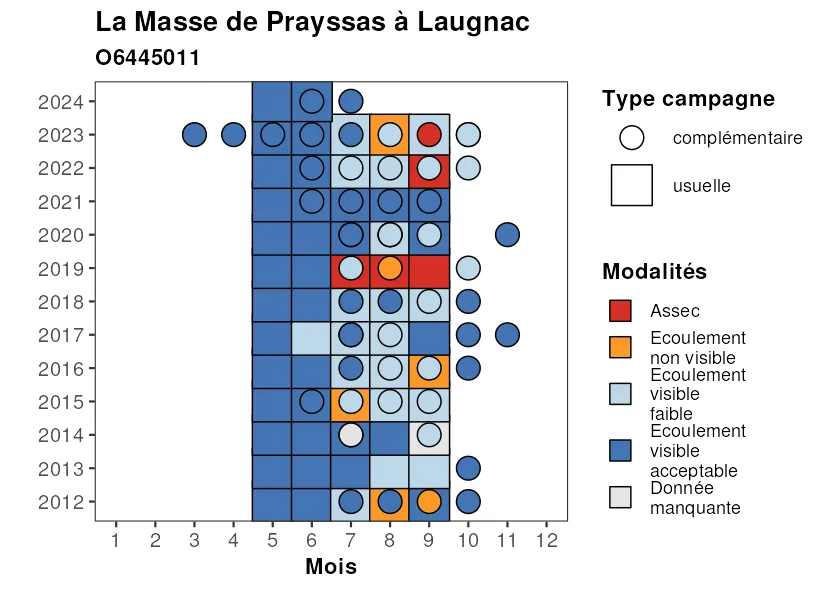 La Masse de Prayssas à Laugnac
O6445011
2024
2023
2022
2021
2020
2019
2018
2017
2016
2015
2014
2013
2012
1 2 3 4 5 6 7 8 9 10 11 12
Mois
Type campagne
complémentaire
usuelle
Modalités
Assec
Ecoulement
non visible
Ecoulement
visible
faible
Ecoulement
visible
acceptable
Donnée
manquante